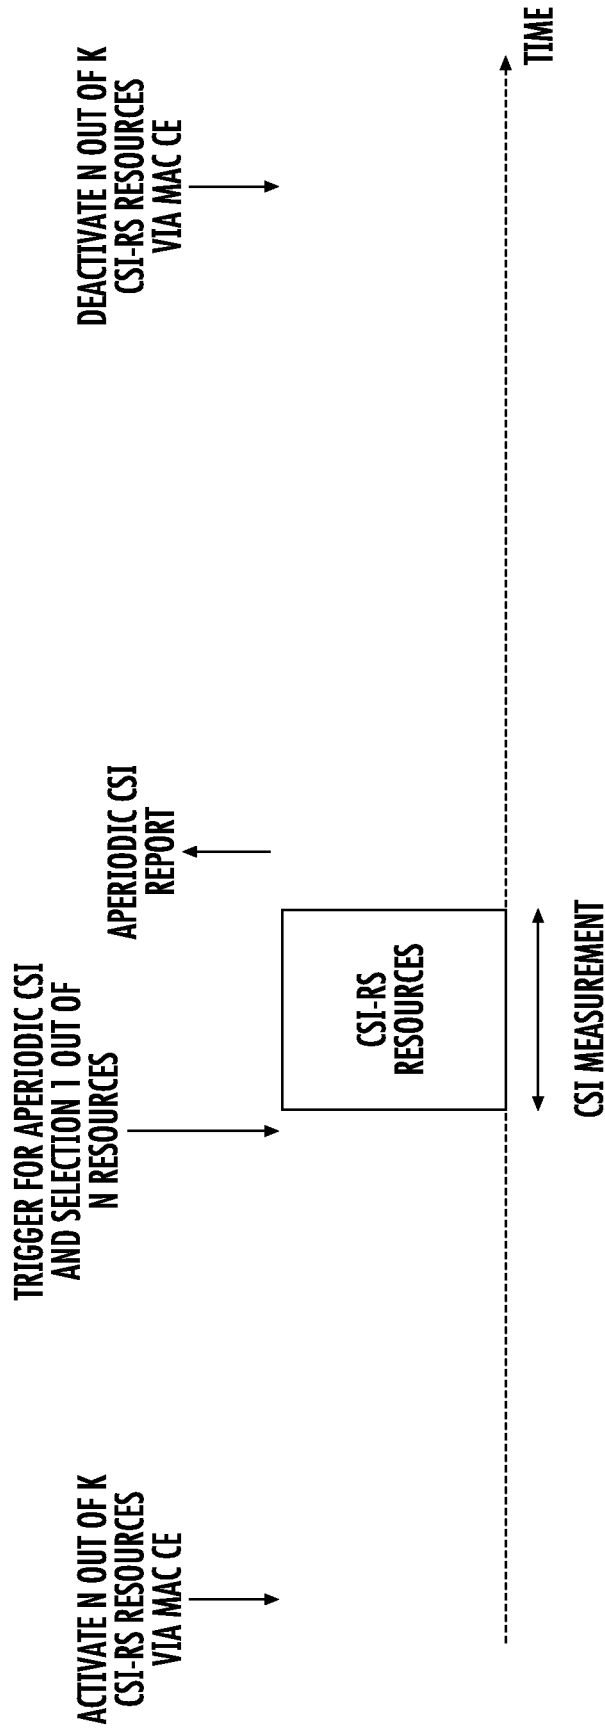 ACTIVATE N OUT OF K
CSI-RS RESOURCES
VIA MAC CE
TRIGGER FOR APERIODIC CSI
AND SELECTION 1 OUT OF
N RESOURCES
APERIODIC CSI
REPORT
DEACTIVATE N OUT OF K
CSI-RS RESOURCES
VIA MAC CE
CSI-RS
RESOURCES
TIME
CSI MEASUREMENT